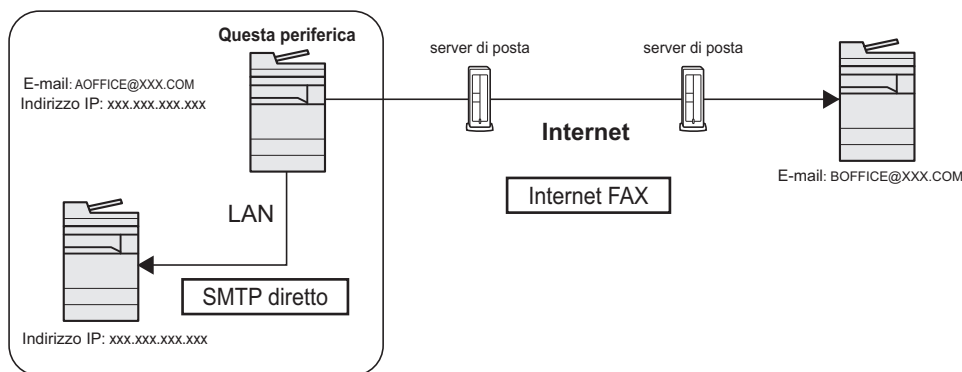 Questa periferica
E-mail: AOFFICE@XXX.COM
Indirizzo IP: xxx.xxx.xxx.xxx
server di posta
server di posta
Internet
E-mail: BOFFICE@XXX.COM
Internet FAX
LAN
SMTP diretto
Indirizzo IP: xxx.xxx.xxx.xxx